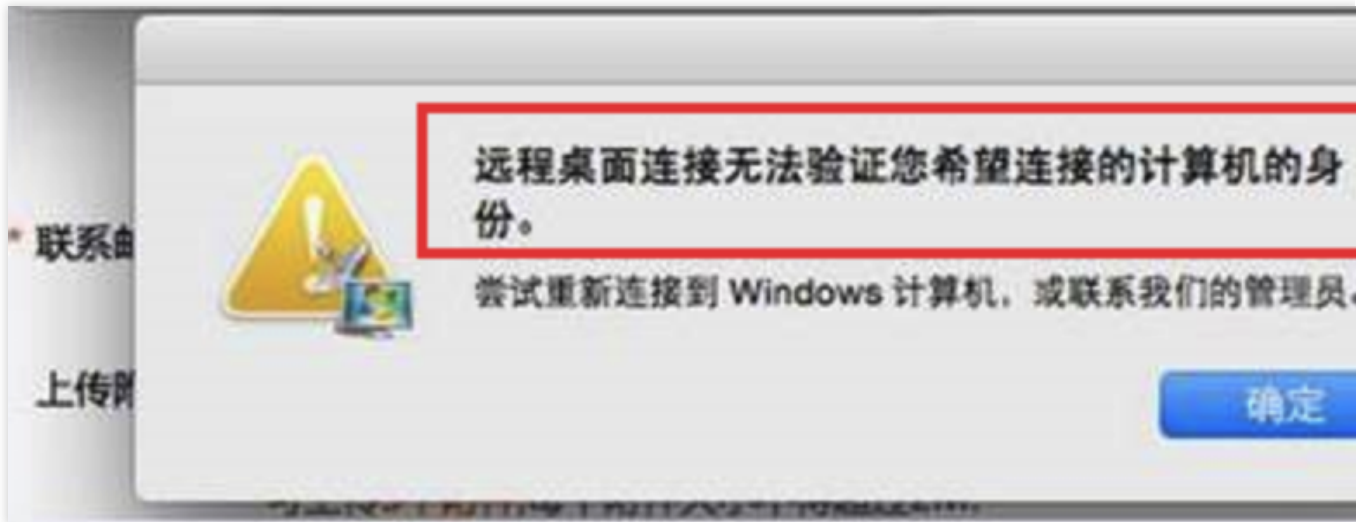 远程桌面连接无法验证您希望连接的计算机的身
份。
* 联系
尝试重新连接到 Windows 计算机，或联系我们的管理员。
上传
确定